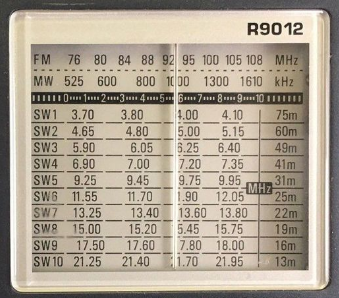 R9012
FM 76 80 84 88 92 95 100 105 108 MHz
MW 525 600 800 1000 1300 1610 kHz
0 1 2 3 4 5 6 7 8 9 10
SW1 3.70 3.80 4.00 4.10 75m
SW2 4.65 4.80 5.00 5.15 60m
SW3 5.90 6.05 6.25 6.40 49m
SW4 6.90 7.00 7.20 7.35 41m
SW5 9.25 9.45 9.75 9.95 31m
MHz
SW6 11.55 11.70 11.90 12.05 25m
SW7 13.25 13.40 13.60 13.80 22m
SW8 15.00 15.20 15.45 15.75 19m
SW9 17.50 17.60 17.80 18.00 16m
SW10 21.25 21.40 21.70 21.95 13m